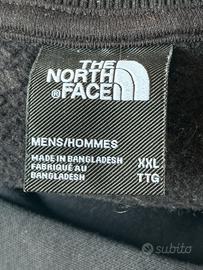 THE
NORTH
FACE
MENS/HOMMES
MADE IN BANGLADESH
FABRIQUÉ AU
BANGLADESH
XXL
TTG
subito